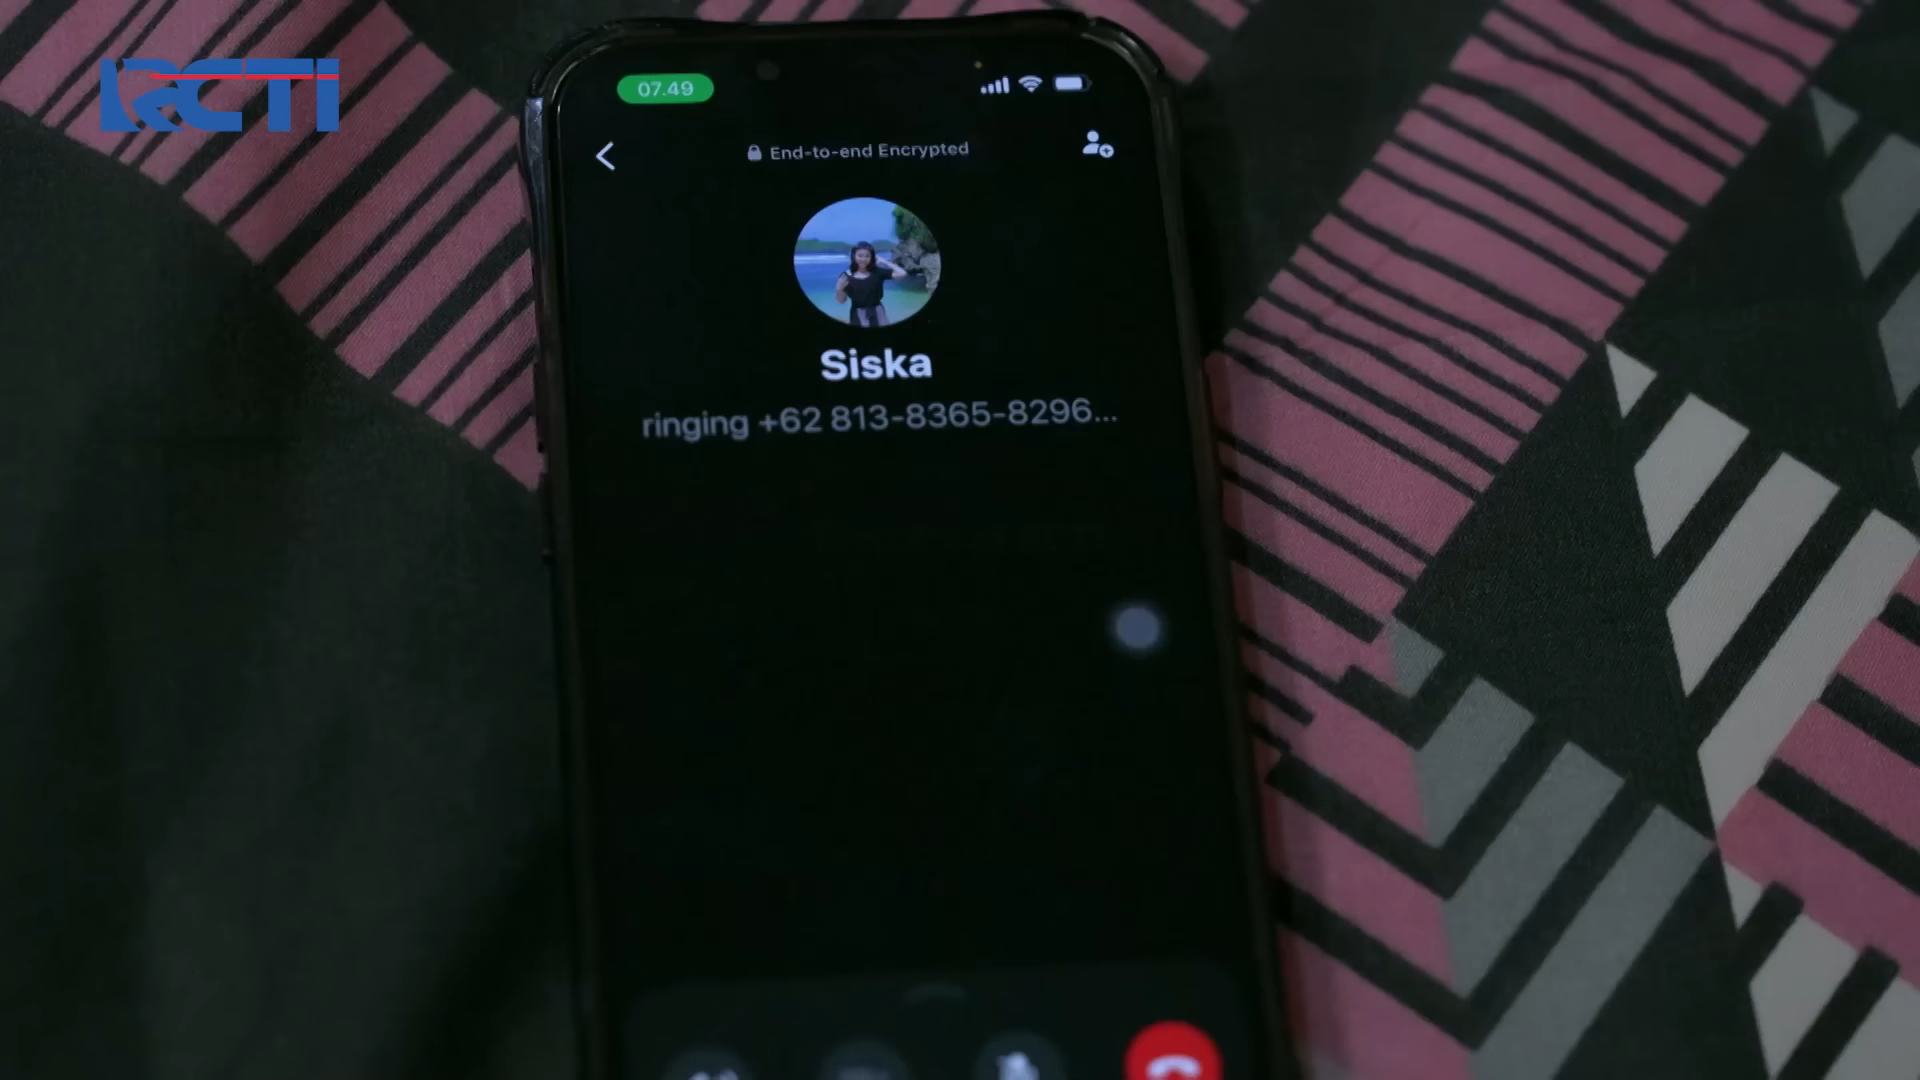 RCTI
07.49
End-to-end Encrypted
Siska
ringing +62 813-8365-8296...